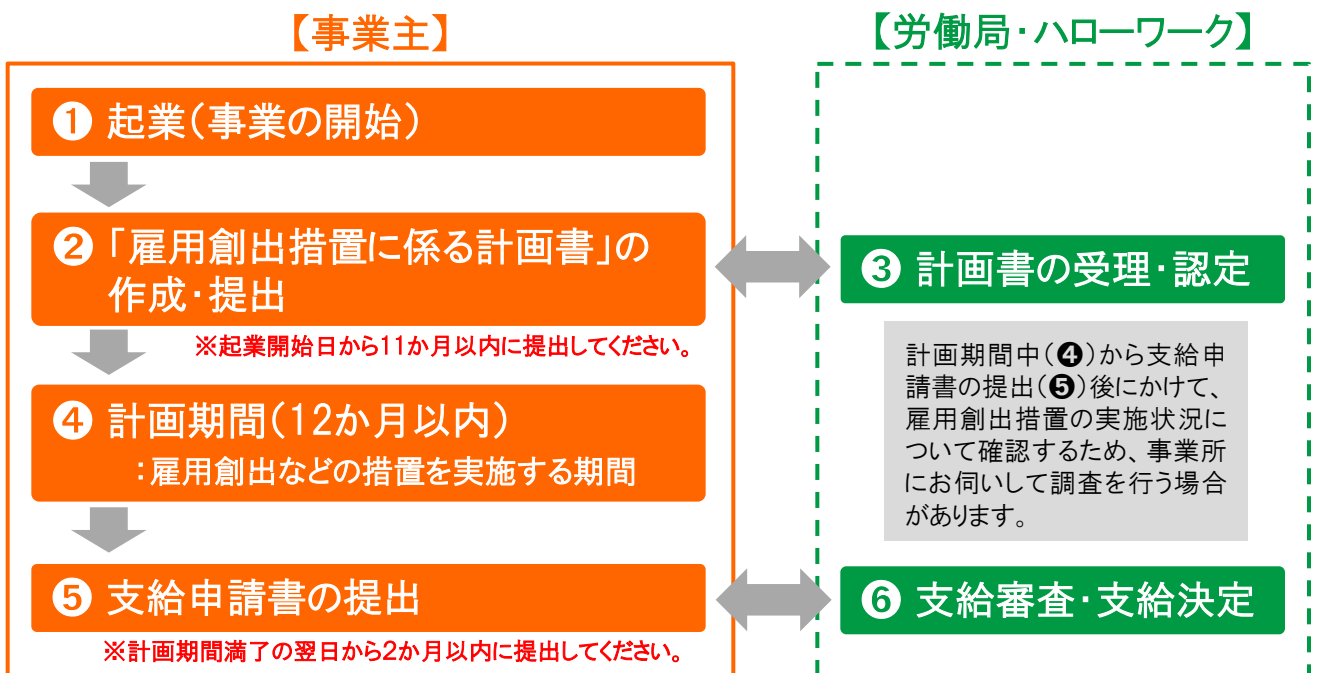 【事業主】
【労働局・ハローワーク】
❶ 起業（事業の開始）
❷ 「雇用創出措置に係る計画書」の
作成・提出
※起業開始日から11か月以内に提出してください。
❸ 計画書の受理・認定
計画期間中（❹）から支給申
請書の提出（❺）後にかけて、
雇用創出措置の実施状況に
ついて確認するため、事業所
にお伺いして調査を行う場合
があります。
❹ 計画期間（12か月以内）
：雇用創出などの措置を実施する期間
❺ 支給申請書の提出
※計画期間満了の翌日から2か月以内に提出してください。
❻ 支給審査・支給決定